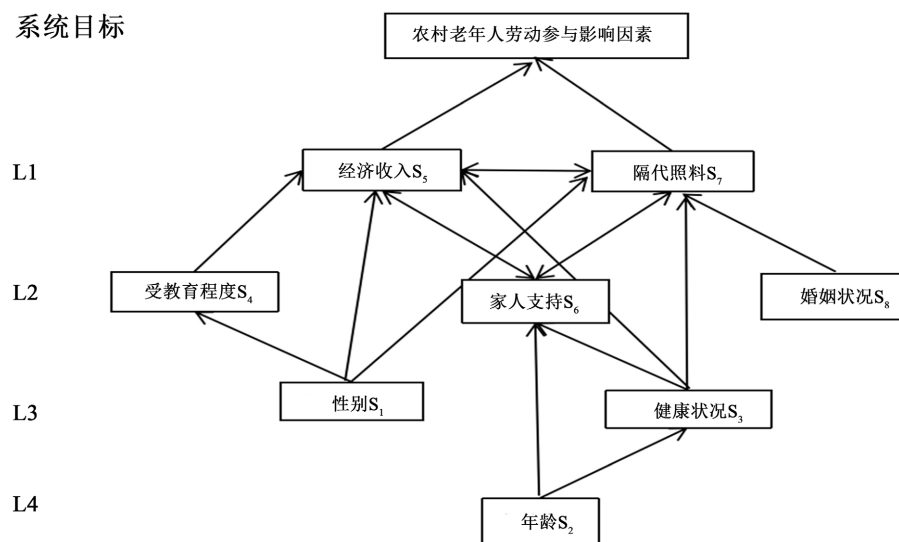 系统目标
农村老年人劳动参与影响因素
L1
经济收入S₅
隔代照料S₇
L2
受教育程度S₄
家人支持S₆
婚姻状况S₈
L3
性别S₁
健康状况S₃
L4
年龄S₂